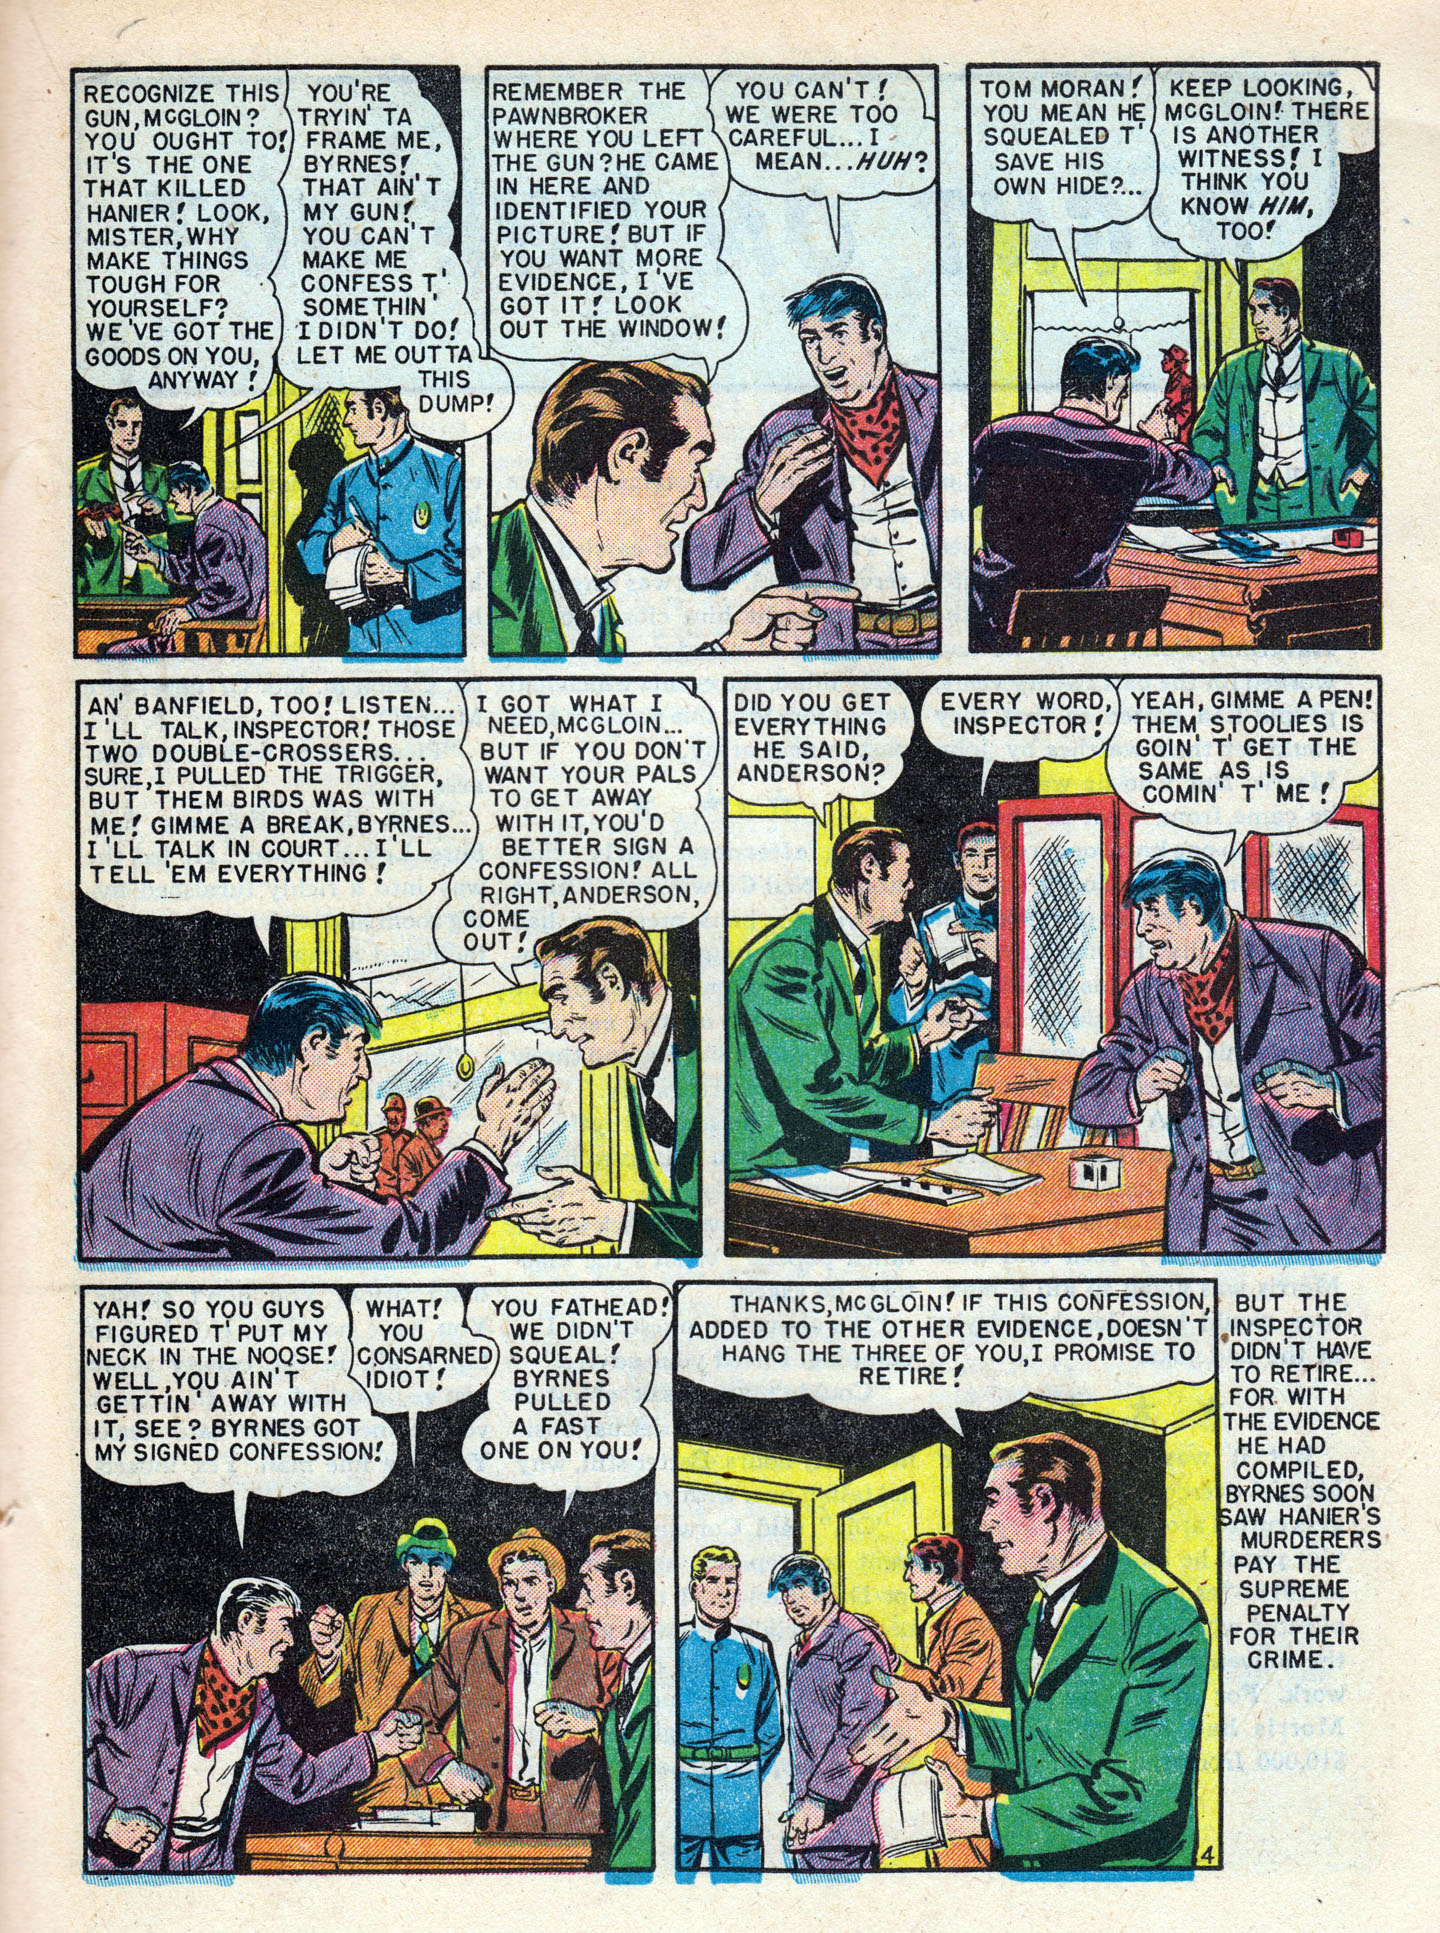 RECOGNIZE THIS
GUN, McGLOIN?
YOU OUGHT TO!
IT'S THE ONE
THAT KILLED
HANIER! LOOK,
MISTER, WHY
MAKE THINGS
TOUGH FOR
YOURSELF?
WE'VE GOT THE
GOODS ON YOU,
ANYWAY!
YOU'RE
TRYIN' TA
FRAME ME,
BYRNES!
THAT AIN'T
MY GUN!
YOU CAN'T
MAKE ME
CONFESS T'
SOMETHIN'
I DIDN'T DO!
LET ME OUTTA
THIS
DUMP!
REMEMBER THE
PAWNBROKER
WHERE YOU LEFT
THE GUN? HE CAME
IN HERE AND
IDENTIFIED YOUR
PICTURE! BUT IF
YOU WANT MORE
EVIDENCE, I'VE
GOT IT! LOOK
OUT THE WINDOW!
YOU CAN'T!
WE WERE TOO
CAREFUL...I
MEAN...HUH?
TOM MORAN!
YOU MEAN HE
SQUEALED T'
SAVE HIS
OWN HIDE?...
KEEP LOOKING,
McGLOIN! THERE
IS ANOTHER
WITNESS! I
THINK YOU
KNOW HIM,
TOO!
AN' BANFIELD, TOO! LISTEN...
I'LL TALK, INSPECTOR! THOSE
TWO DOUBLE-CROSSERS...
SURE, I PULLED THE TRIGGER,
BUT THEM BIRDS WAS WITH
ME! GIMME A BREAK, BYRNES...
I'LL TALK IN COURT...I'LL
TELL 'EM EVERYTHING!
I GOT WHAT I
NEED, McGLOIN...
BUT IF YOU DON'T
WANT YOUR PALS
TO GET AWAY
WITH IT, YOU'D
BETTER SIGN A
CONFESSION! ALL
RIGHT, ANDERSON,
COME
OUT!
DID YOU GET
EVERYTHING
HE SAID,
ANDERSON?
EVERY WORD,
INSPECTOR!
YEAH, GIMME A PEN!
THEM STOOLIES IS
GOIN' T' GET THE
SAME AS IS
COMIN' T' ME!
YAH! SO YOU GUYS
FIGURED T' PUT MY
NECK IN THE NOOSE!
WELL, YOU AIN'T
GETTIN' AWAY WITH
IT, SEE? BYRNES GOT
MY SIGNED CONFESSION!
WHAT!
YOU
CONSARNED
IDIOT!
YOU FATHEAD!
WE DIDN'T
SQUEAL!
BYRNES
PULLED
A FAST
ONE ON YOU!
THANKS, McGLOIN! IF THIS CONFESSION,
ADDED TO THE OTHER EVIDENCE, DOESN'T
HANG THE THREE OF YOU, I PROMISE TO
RETIRE!
BUT THE
INSPECTOR
DIDN'T HAVE
TO RETIRE...
FOR WITH
THE EVIDENCE
HE HAD
COMPILED,
BYRNES SOON
SAW HANIER'S
MURDERERS
PAY THE
SUPREME
PENALTY
FOR THEIR
CRIME.
4